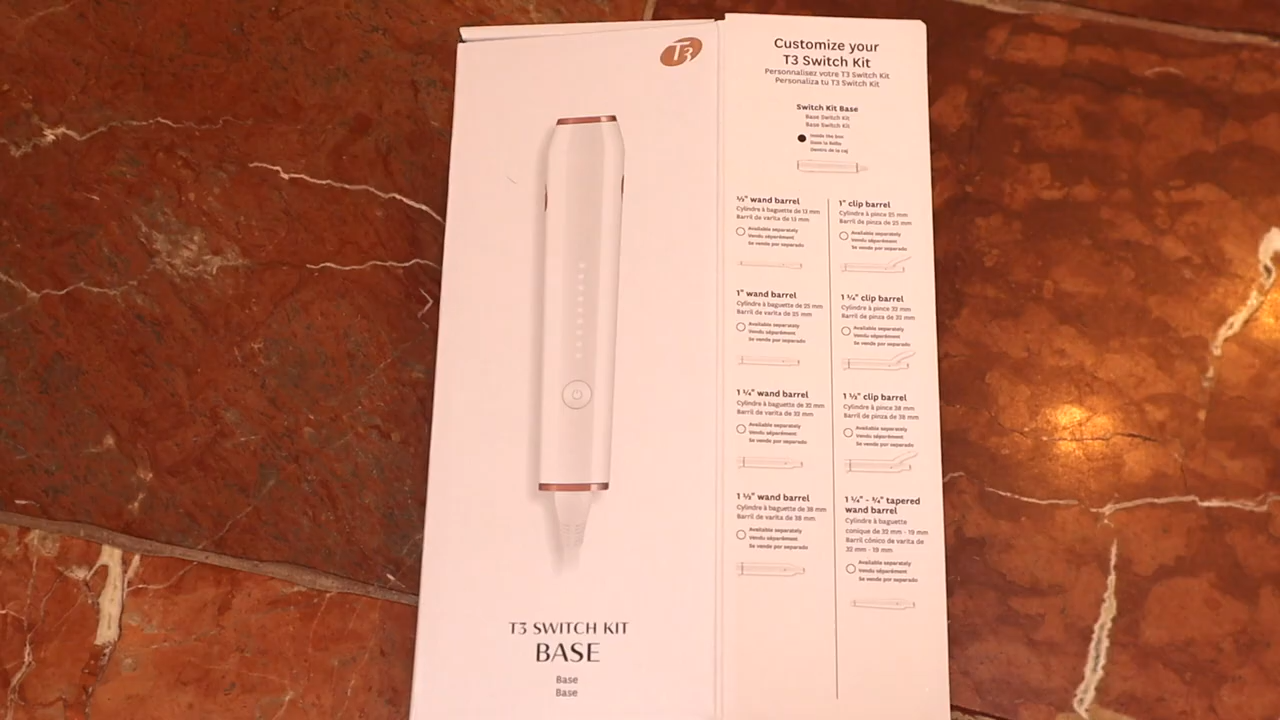 T3
T3 SWITCH KIT
BASE
Base
Base
Customize your
T3 Switch Kit
Personnalisez votre T3 Switch Kit
Personaliza tu T3 Switch Kit
Switch Kit Base
Base Switch Kit
Base Switch Kit
Inside the box
Dans la boîte
Dentro de la caj
½" wand barrel
Cylindre à baguette de 13 mm
Barril de varita de 13 mm
Available separately
Vendu séparément
Se vende por separado
1" wand barrel
Cylindre à baguette de 25 mm
Barril de varita de 25 mm
Available separately
Vendu séparément
Se vende por separado
1 ¼" wand barrel
Cylindre à baguette de 32 mm
Barril de varita de 32 mm
Available separately
Vendu séparément
Se vende por separado
1 ½" wand barrel
Cylindre à baguette de 38 mm
Barril de varita de 38 mm
Available separately
Vendu séparément
Se vende por separado
1" clip barrel
Cylindre à pince 25 mm
Barril de pinza de 25 mm
Available separately
Vendu séparément
Se vende por separado
1 ¼" clip barrel
Cylindre à pince 32 mm
Barril de pinza de 32 mm
Available separately
Vendu séparément
Se vende por separado
1 ½" clip barrel
Cylindre à pince 38 mm
Barril de pinza de 38 mm
Available separately
Vendu séparément
Se vende por separado
1 ¼" - ¾" tapered
wand barrel
Cylindre à baguette
conique de 32 mm - 19 mm
Barril cónico de varita de
32 mm - 19 mm
Available separately
Vendu séparément
Se vende por separado